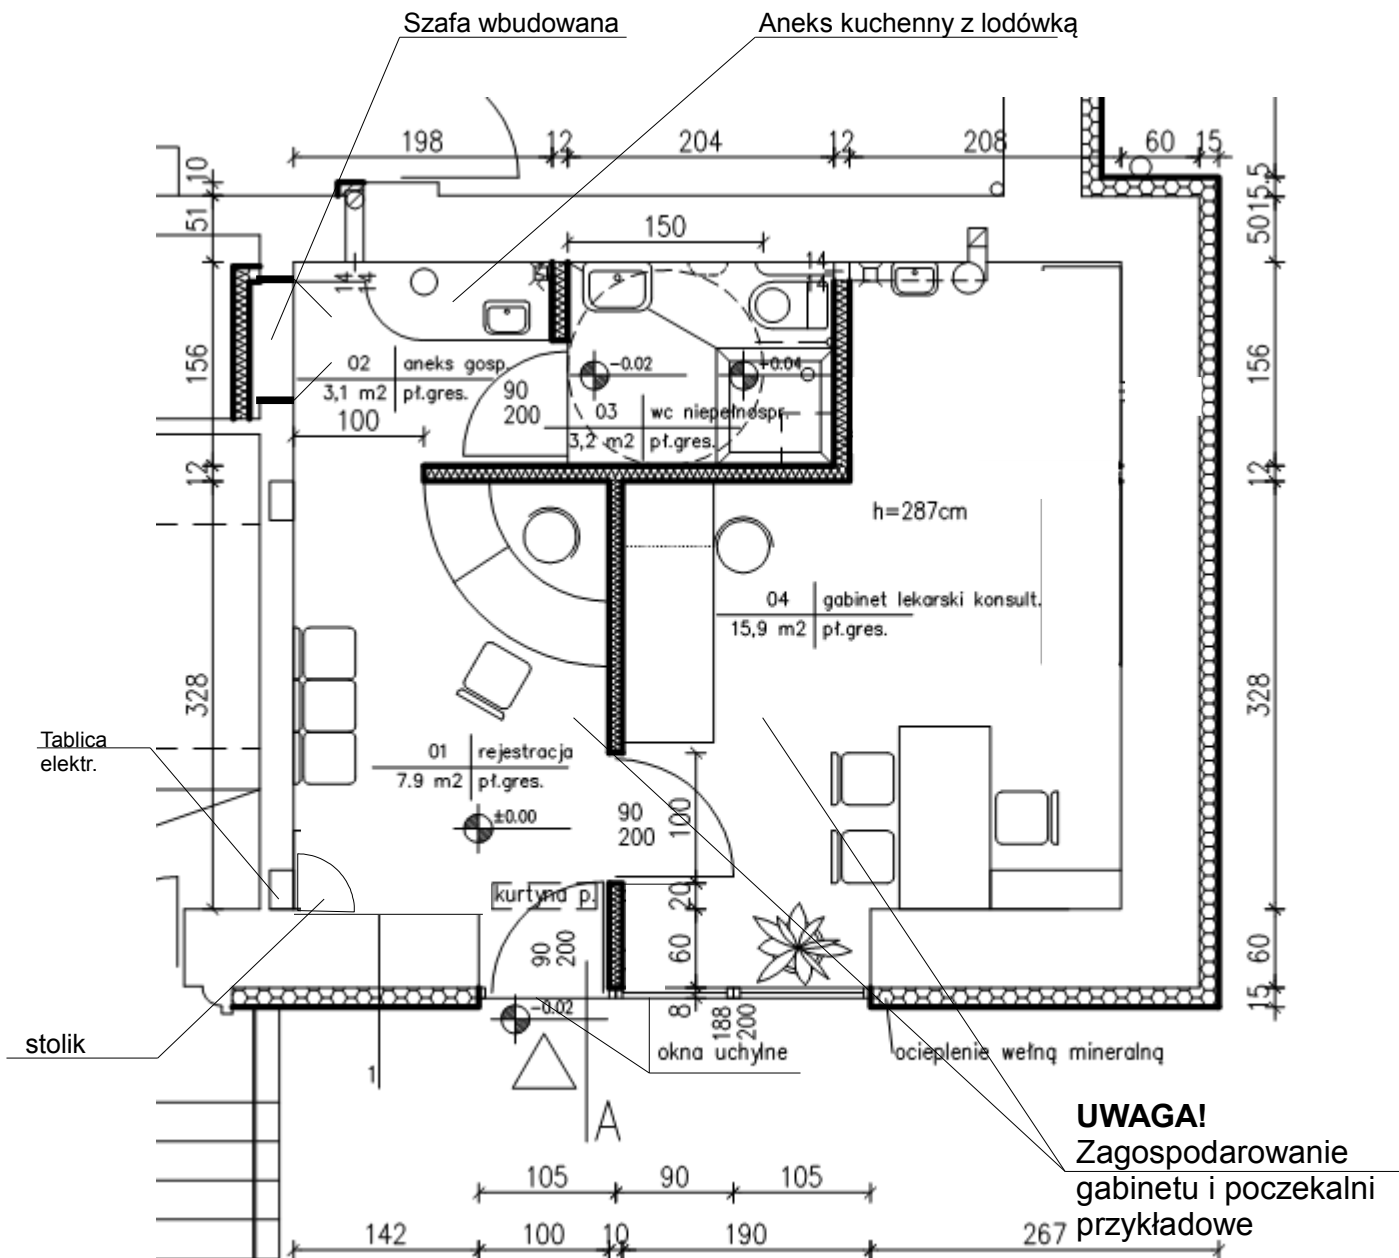 Szafa wbudowana
Aneks kuchenny z lodówką
198
12
204
12
208
60
15
10
51
156
12
328
15.5
50
156
12
328
60
15
150
14
14
14
14
02 aneks gosp.
3,1 m2 pł.gres.
100
90
200
-0.02
-0.04
03 wc niepełnospr.
3,2 m2 pł.gres.
h=287cm
04 gabinet lekarski konsult.
15,9 m2 pł.gres.
Tablica
elektr.
01 rejestracja
7.9 m2 pł.gres.
±0.00
90
200
100
20
60
8
kurtyna p.
90
200
-0.02
188
200
stolik
1
okna uchylne
ocieplenie wełną mineralną
A
UWAGA!
Zagospodarowanie
gabinetu i poczekalni
przykładowe
105
90
105
142
100
10
190
267